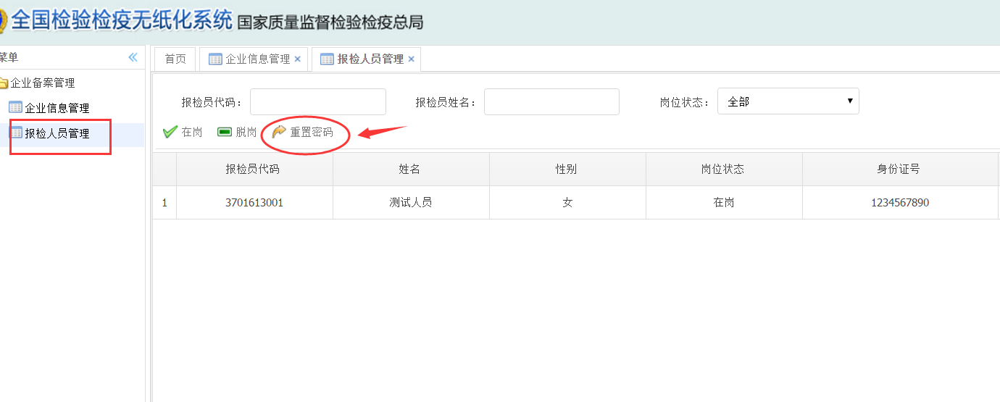 全国检验检疫无纸化系统 国家质量监督检验检疫总局
菜单
首页 企业信息管理 报检人员管理
企业备案管理
企业信息管理
报检人员管理
报检员代码: 报检员姓名: 岗位状态: 全部
在岗 脱岗 重置密码
报检员代码 姓名 性别 岗位状态 身份证号
1 3701613001 测试人员 女 在岗 1234567890